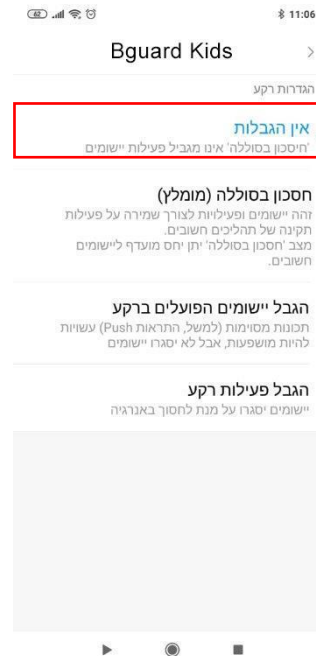 62 11:06
Bguard Kids
הגדרות רקע
אין הגבלות
'חיסכון בסוללה' אינו מגביל פעילות יישומים
חסכון בסוללה (מומלץ)
זהה יישומים ופעילויות לצורך שמירה על פעילות
תקינה של תהליכים חשובים.
מצב 'חסכון בסוללה' יתן יחס מועדף ליישומים
חשובים.
הגבל יישומים הפועלים ברקע
תכונות מסוימות (למשל, התראות Push) עשויות
להיות מושפעות, אבל לא יסגרו יישומים
הגבל פעילות רקע
יישומים יסגרו על מנת לחסוך באנרגיה